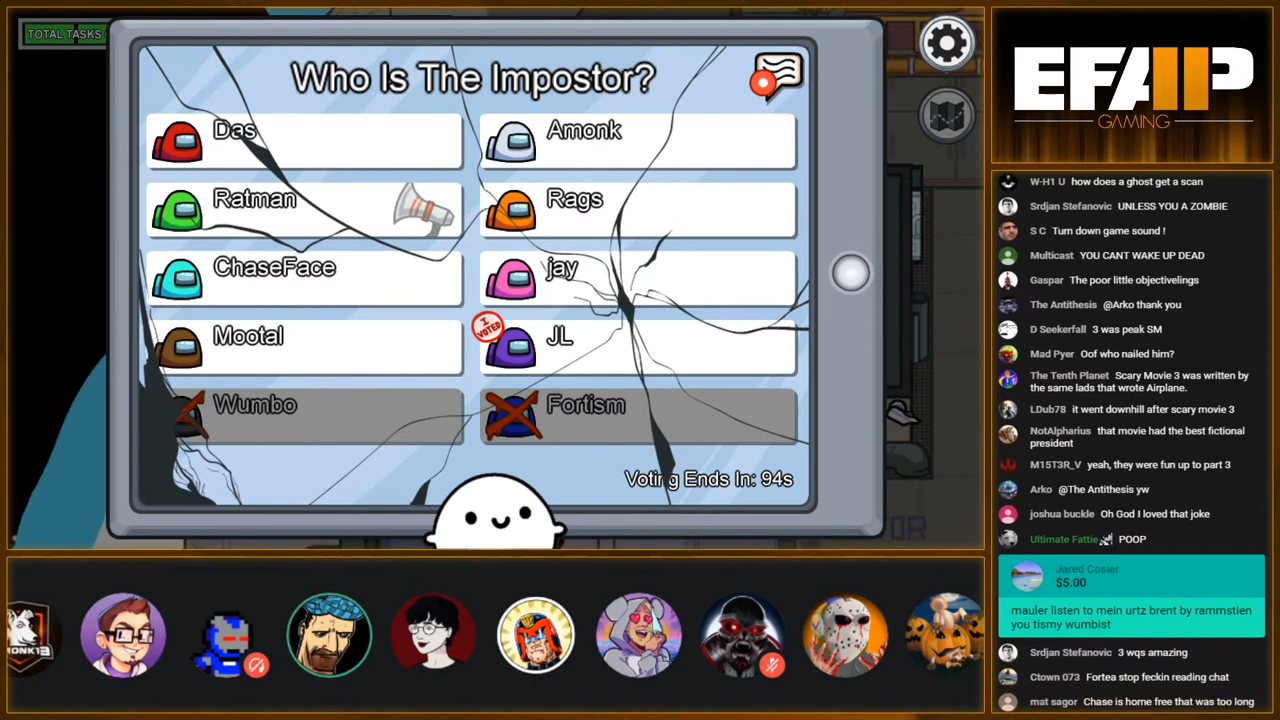 TOTAL TASKS
Who Is The Impostor?
Das
Amonk
Ratman
Rags
ChaseFace
jay
Mootal
I VOTED
JL
Wumbo
Fortism
Voting Ends In: 94s
OR
MONK13
EFAP
GAMING
W-H1 U how does a ghost get a scan
Srdjan Stefanovic UNLESS YOU A ZOMBIE
S C Turn down game sound !
Multicast YOU CANT WAKE UP DEAD
Gaspar The poor little objectivelings
The Antithesis @Arko thank you
D Seekerfall 3 was peak SM
Mad Pyer Oof who nailed him?
The Tenth Planet Scary Movie 3 was written by
the same lads that wrote Airplane.
LDub78 it went downhill after scary movie 3
NotAlpharius that movie had the best fictional
president
M15T3R_V yeah, they were fun up to part 3
Arko @The Antithesis yw
joshua buckle Oh God I loved that joke
Ultimate Fattie POOP
Jared Cosier
$5.00
mauler listen to mein urtz brent by rammstien
you tismy wumbist
Srdjan Stefanovic 3 wqs amazing
Ctown 073 Fortea stop feckin reading chat
mat sagor Chase is home free that was too long